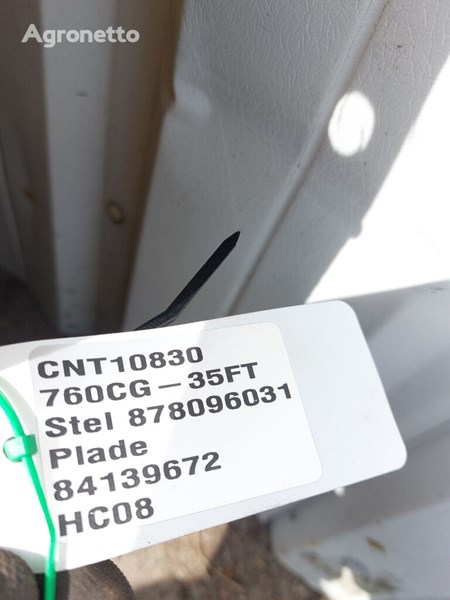 Agronetto
CNT10830
760CG – 35FT
Stel 878096031
Plade
84139672
HC08